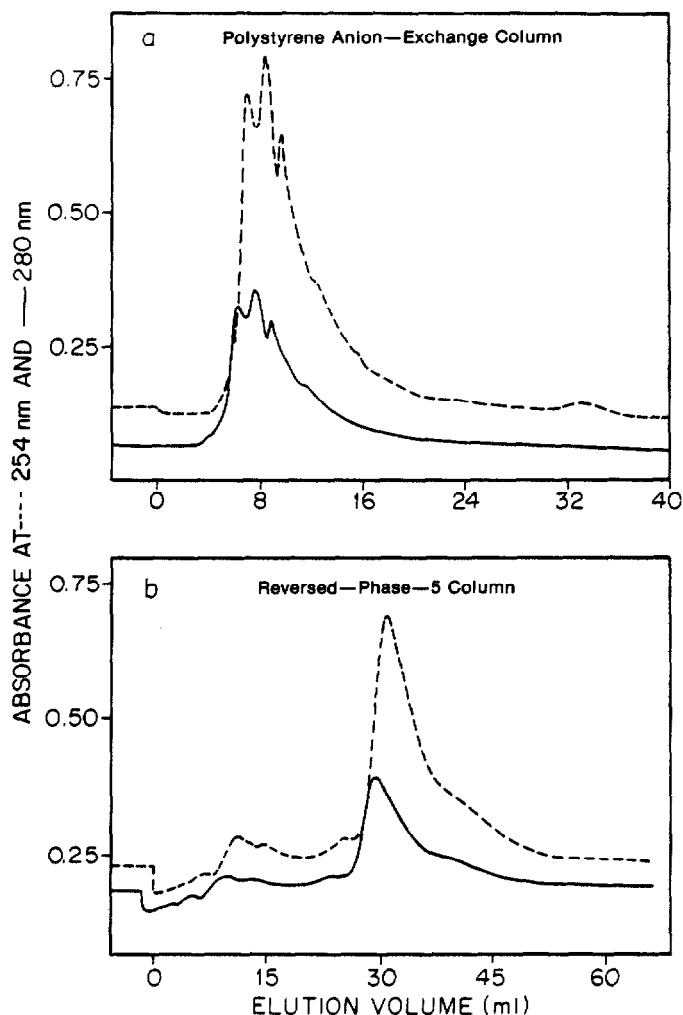 a
Polystyrene Anion—Exchange Column
0.75
0.50
0.25
0
8
16
24
32
40
b
Reversed—Phase—5 Column
0.75
0.50
0.25
0
15
30
45
60
ELUTION VOLUME (ml)
ABSORBANCE AT---- 254 nm AND —— 280 nm